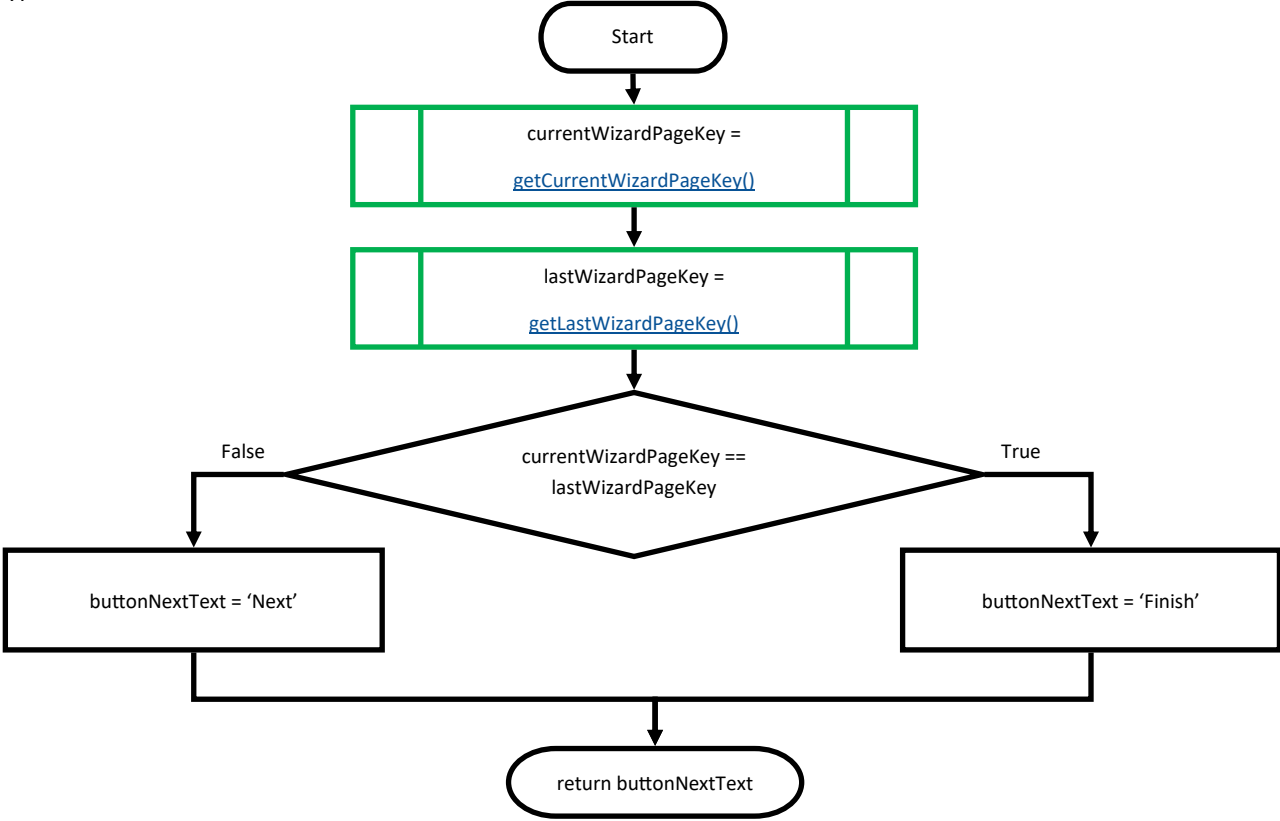 Start
currentWizardPageKey =
getCurrentWizardPageKey()
lastWizardPageKey =
getLastWizardPageKey()
False
True
currentWizardPageKey ==
lastWizardPageKey
buttonNextText = ‘Next’
buttonNextText = ‘Finish’
return buttonNextText